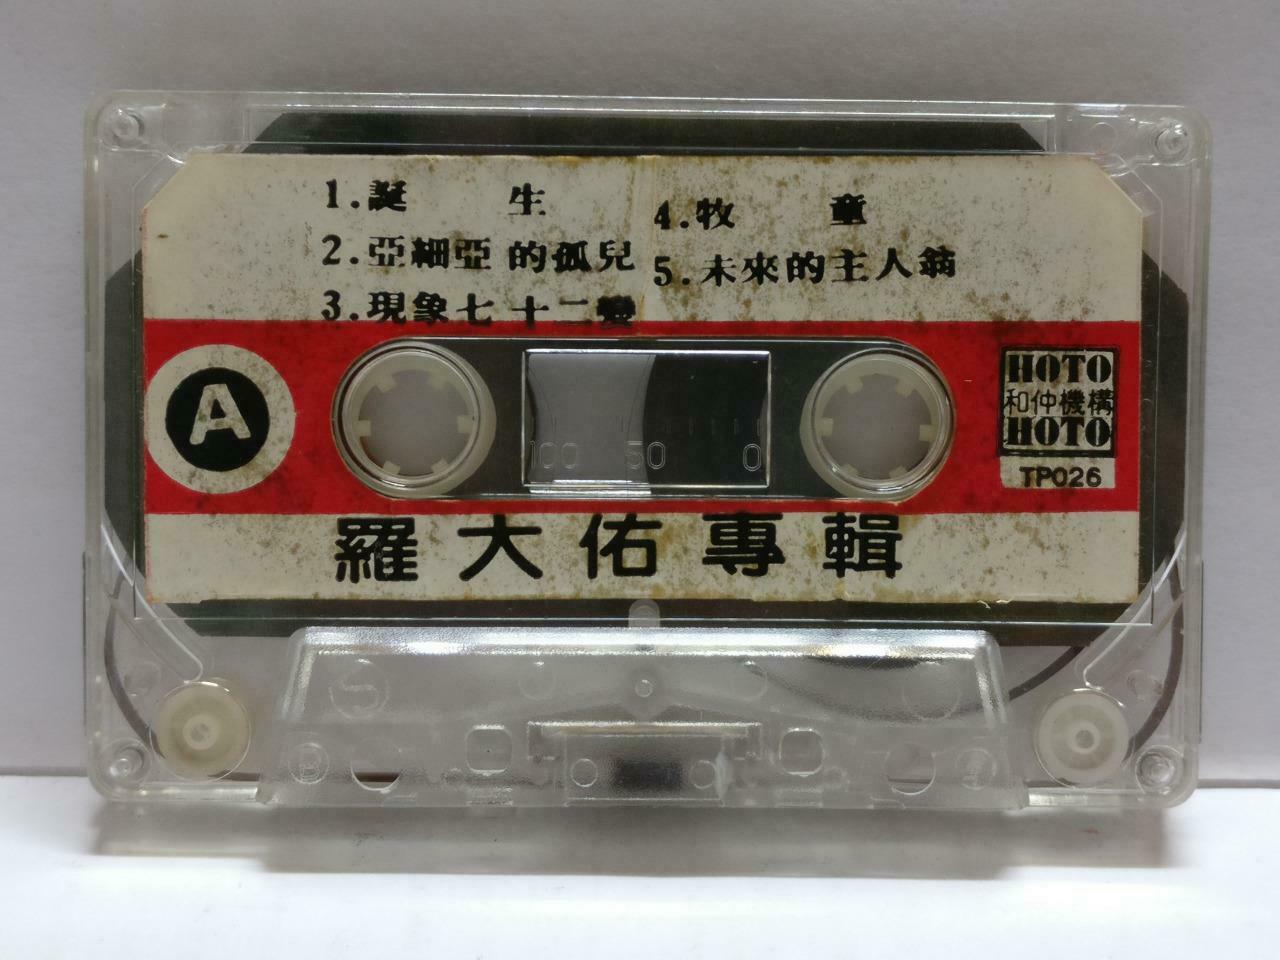 1.誕 生
2.亞細亞的孤兒
3.現象七十二變
4.牧 童
5.未來的主人翁
A
100 50 0
HOTO
和仲機構
HOTO
TP026
羅大佑專輯